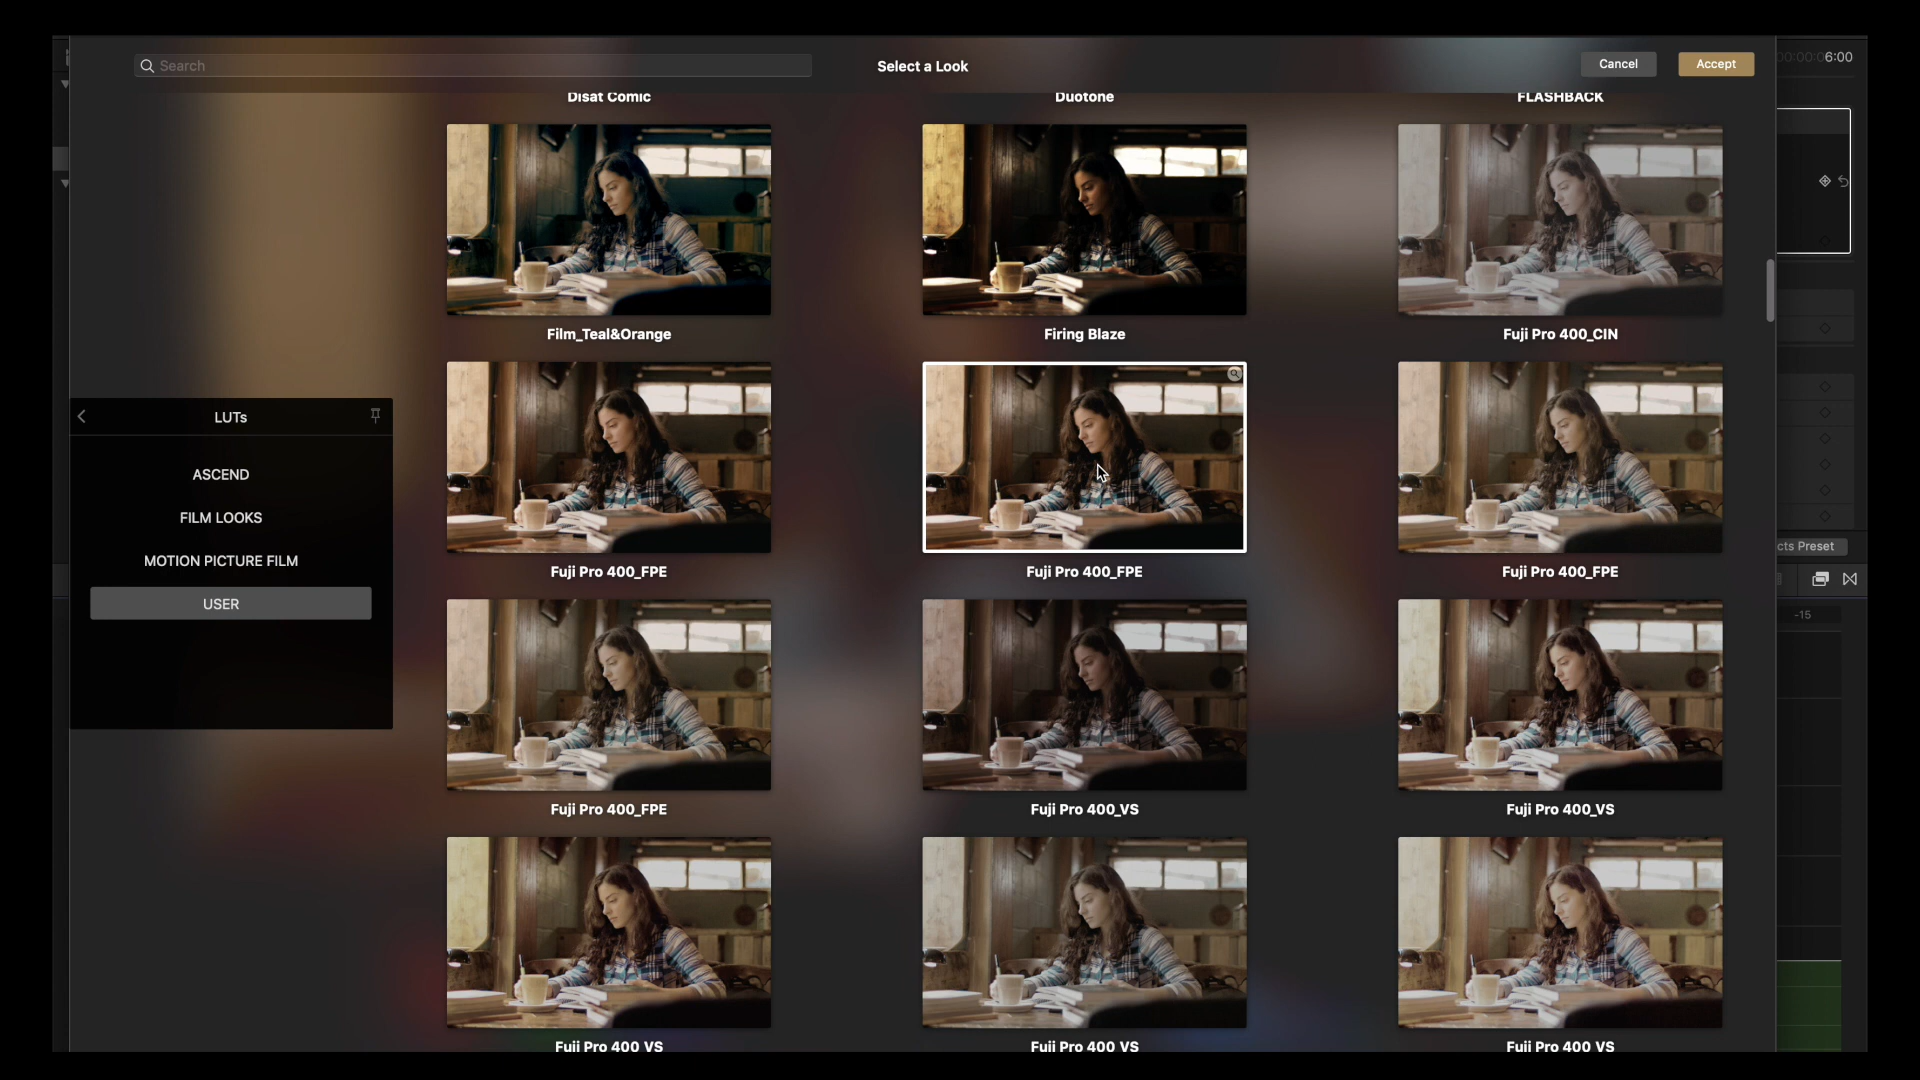 Search
Select a Look
Cancel
Accept
00:00:06:00
Disat Comic
Duotone
FLASHBACK
Film_Teal&Orange
Firing Blaze
Fuji Pro 400_CIN
LUTs
ASCEND
FILM LOOKS
MOTION PICTURE FILM
USER
Fuji Pro 400_FPE
Fuji Pro 400_FPE
Fuji Pro 400_FPE
cts Preset
-15
Fuji Pro 400_FPE
Fuji Pro 400_VS
Fuji Pro 400_VS
Fuji Pro 400 VS
Fuji Pro 400 VS
Fuji Pro 400 VS